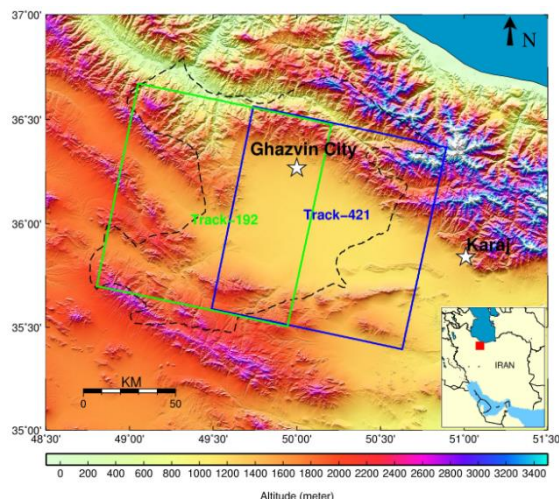 37°00'
N
36°30'
Ghazvin City
Track-192
Track-421
36°00'
Karaj
35°30'
IRAN
KM
0 50
35°00'
48°30' 49°00' 49°30' 50°00' 50°30' 51°00' 51°30'
0 200 400 600 800 1000 1200 1400 1600 1800 2000 2200 2400 2600 2800 3000 3200 3400
Altitude (meter)